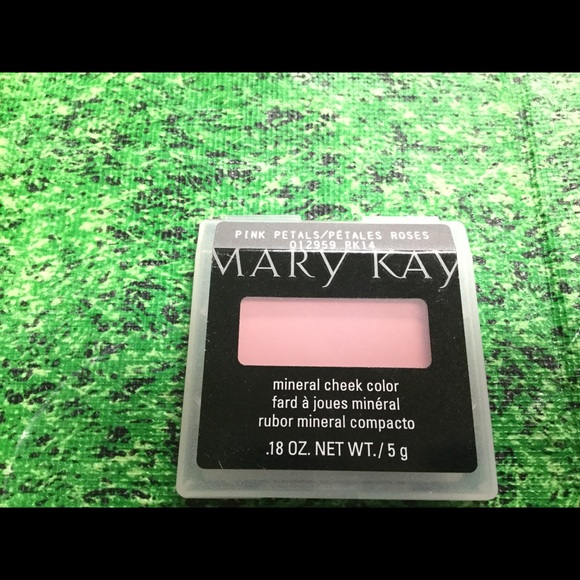 PINK PETALS/PÉTALES ROSES
012959 RK14
MARY KAY
mineral cheek color
fard à joues minéral
rubor mineral compacto
.18 OZ. NET WT. / 5 g